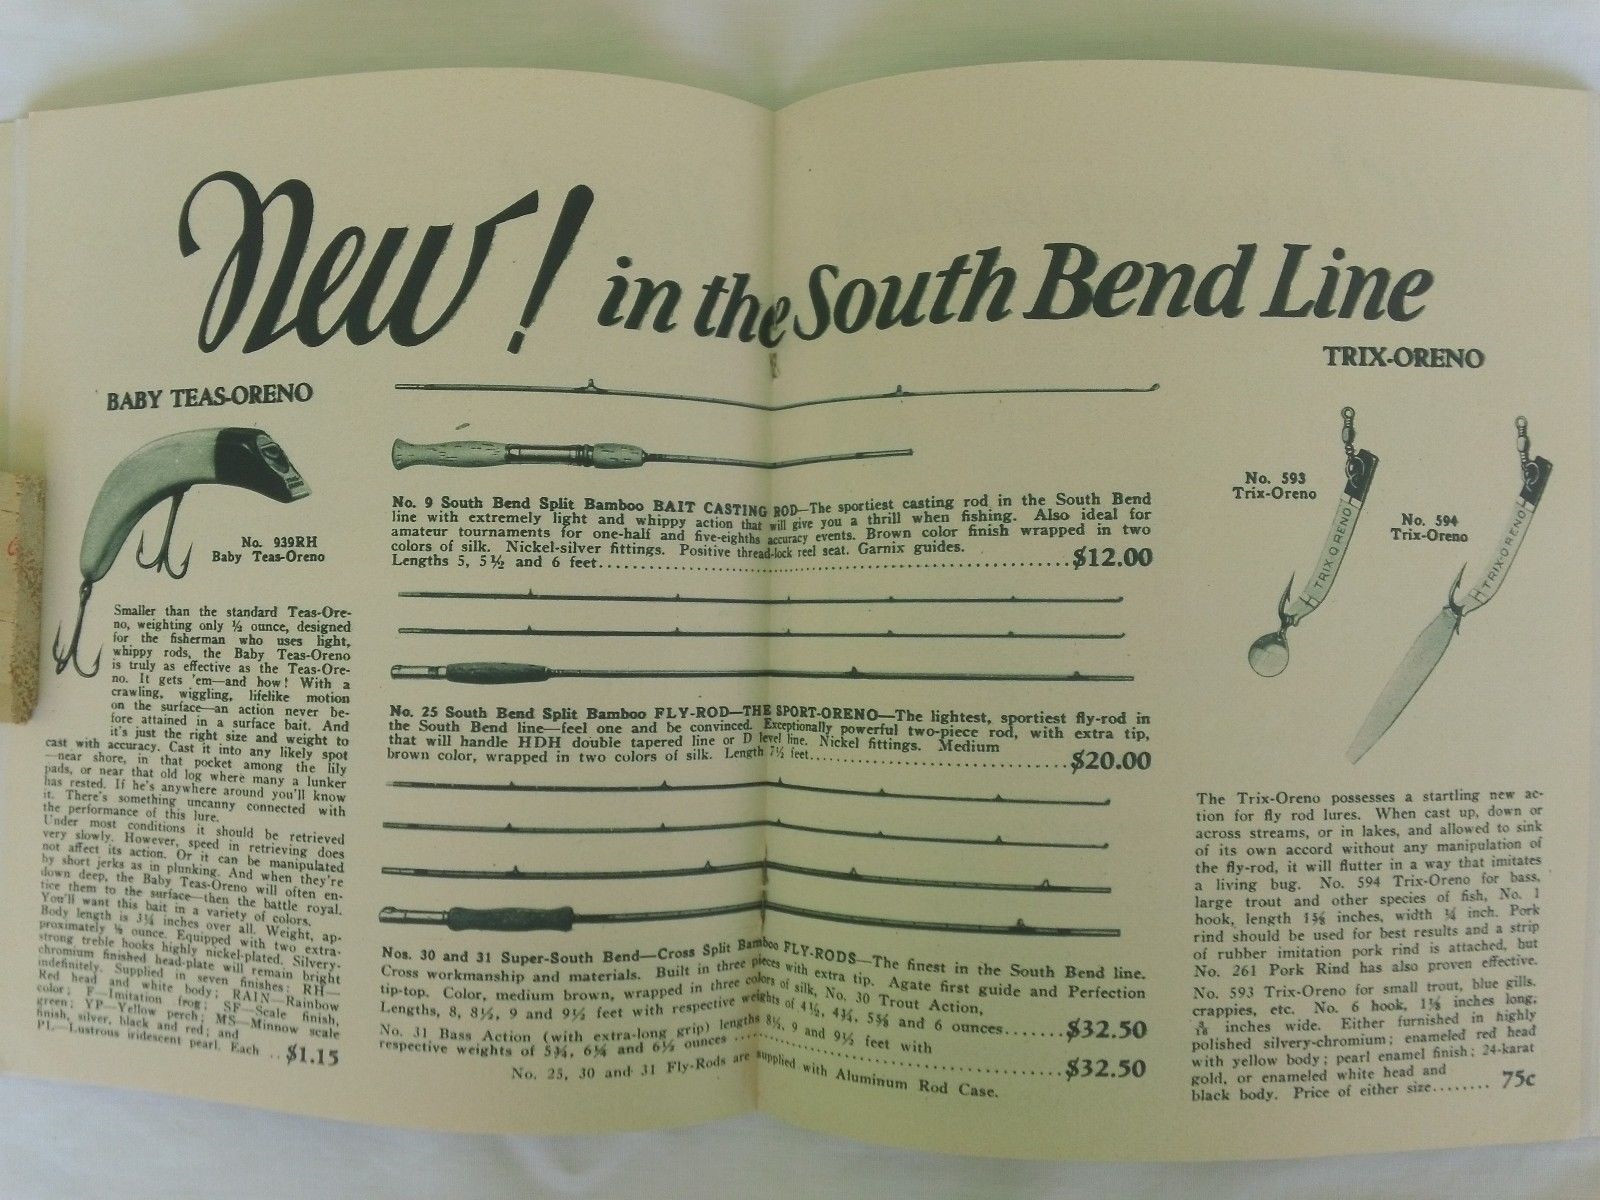 New! in the South Bend Line
BABY TEAS-ORENO
No. 939RH
Baby Teas-Oreno
Smaller than the standard Teas-Ore-
no, weighting only ½ ounce, designed
for the fisherman who uses light,
whippy rods, the Baby Teas-Oreno
is truly as effective as the Teas-Ore-
no. It gets 'em—and how! With a
crawling, wiggling, lifelike motion
on the surface—an action never be-
fore attained in a surface bait. And
it's just the right size and weight to
cast with accuracy. Cast it into any likely spot
—near shore, in that pocket among the lily
pads, or near that old log where many a lunker
has rested. If he's anywhere around you'll know
it. There's something uncanny connected with
the performance of this lure.
Under most conditions it should be retrieved
very slowly. However, speed in retrieving does
not affect its action. Or it can be manipulated
by short jerks as in plunking. And when they're
down deep, the Baby Teas-Oreno will often en-
tice them to the surface—then the battle royal.
You'll want this bait in a variety of colors.
Body length is 3¼ inches over all. Weight, ap-
proximately ½ ounce. Equipped with two extra-
strong treble hooks highly nickel-plated. Silvery-
chromium finished head-plate will remain bright
indefinitely. Supplied in seven finishes: RH—
Red head and white body; RAIN—Rainbow
color; F—Imitation frog; SF—Scale finish,
green; YP—Yellow perch; MS—Minnow scale
finish, silver, black and red; and
PL—Lustrous iridescent pearl. Each .. $1.15
No. 9 South Bend Split Bamboo BAIT CASTING ROD—The sportiest casting rod in the South Bend
line with extremely light and whippy action that will give you a thrill when fishing. Also ideal for
amateur tournaments for one-half and five-eighths accuracy events. Brown color finish wrapped in two
colors of silk. Nickel-silver fittings. Positive thread-lock reel seat. Garnix guides.
Lengths 5, 5½ and 6 feet............................................$12.00
No. 25 South Bend Split Bamboo FLY-ROD—THE SPORT-ORENO—The lightest, sportiest fly-rod in
the South Bend line—feel one and be convinced. Exceptionally powerful two-piece rod, with extra tip,
that will handle HDH double tapered line or D level line. Nickel fittings. Medium
brown color, wrapped in two colors of silk. Length 7½ feet..........................$20.00
Nos. 30 and 31 Super-South Bend—Cross Split Bamboo FLY-RODS—The finest in the South Bend line.
Cross workmanship and materials. Built in three pieces with extra tip. Agate first guide and Perfection
tip-top. Color, medium brown, wrapped in three colors of silk, No. 30 Trout Action,
Lengths, 8, 8½, 9 and 9½ feet with respective weights of 4½, 4¾, 5⅝ and 6 ounces.......$32.50
No. 31 Bass Action (with extra-long grip) lengths 8½, 9 and 9½ feet with
respective weights of 5¾, 6¼ and 6½ ounces ..............................$32.50
No. 25, 30 and 31 Fly-Rods are supplied with Aluminum Rod Case.
TRIX-ORENO
No. 593
Trix-Oreno
No. 594
Trix-Oreno
TRIX-ORENO
TRIX-ORENO
The Trix-Oreno possesses a startling new ac-
tion for fly rod lures. When cast up, down or
across streams, or in lakes, and allowed to sink
of its own accord without any manipulation of
the fly-rod, it will flutter in a way that imitates
a living bug. No. 594 Trix-Oreno for bass,
large trout and other species of fish, No. 1
hook, length 1⅝ inches, width ¼ inch. Pork
rind should be used for best results and a strip
of rubber imitation pork rind is attached, but
No. 261 Pork Rind has also proven effective.
No. 593 Trix-Oreno for small trout, blue gills,
crappies, etc. No. 6 hook, 1⅛ inches long;
inches wide. Either furnished in highly
polished silvery-chromium; enameled red head
with yellow body; pearl enamel finish; 24-karat
gold, or enameled white head and
black body. Price of either size........ 75c